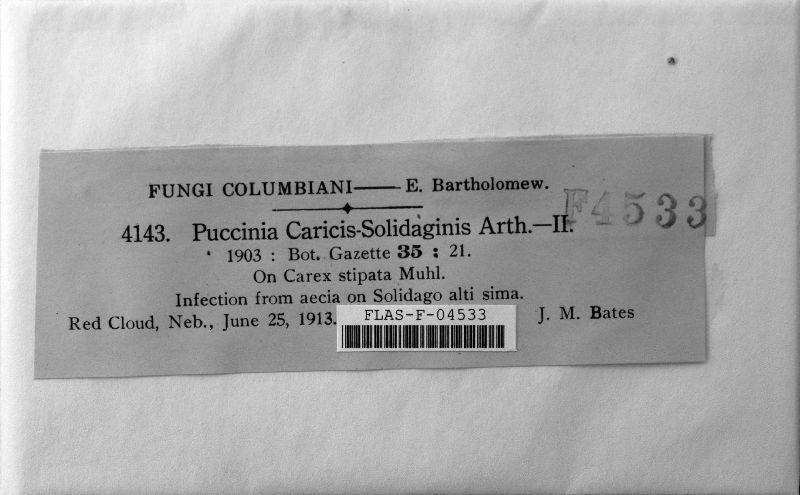 FUNGI COLUMBIANI—— E. Bartholomew.
4143. Puccinia Caricis-Solidaginis Arth.—II.
F4533
1903 : Bot. Gazette 35 : 21.
On Carex stipata Muhl.
Infection from aecia on Solidago alti sima.
Red Cloud, Neb., June 25, 1913. J. M. Bates
FLAS-F-04533